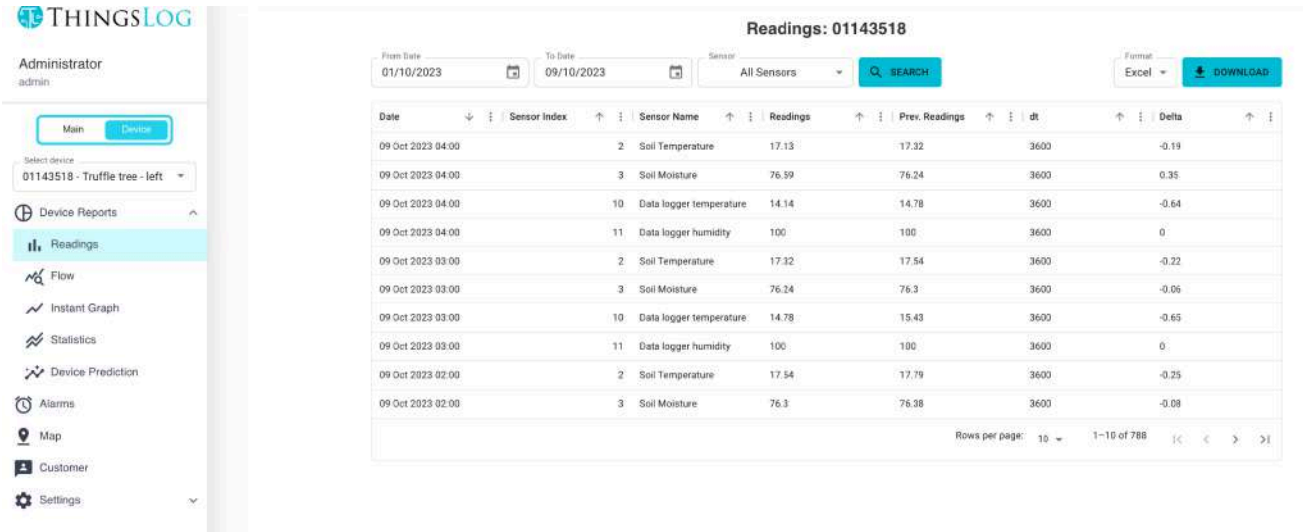 THINGSLOG
Administrator
admin
Main
Device
Select device
01143518 - Truffle tree - left
Device Reports
Readings
Flow
Instant Graph
Statistics
Device Prediction
Alarms
Map
Customer
Settings
Readings: 01143518
From Date
01/10/2023
To Date
09/10/2023
Sensor
All Sensors
SEARCH
Format
Excel
DOWNLOAD
Date Sensor Index Sensor Name Readings Prev. Readings dt Delta
09 Oct 2023 04:00 2 Soil Temperature 17.13 17.32 3600 -0.19
09 Oct 2023 04:00 3 Soil Moisture 76.59 76.24 3600 0.35
09 Oct 2023 04:00 10 Data logger temperature 14.14 14.78 3600 -0.64
09 Oct 2023 04:00 11 Data logger humidity 100 100 3600 0
09 Oct 2023 03:00 2 Soil Temperature 17.32 17.54 3600 -0.22
09 Oct 2023 03:00 3 Soil Moisture 76.24 76.3 3600 -0.06
09 Oct 2023 03:00 10 Data logger temperature 14.78 15.43 3600 -0.65
09 Oct 2023 03:00 11 Data logger humidity 100 100 3600 0
09 Oct 2023 02:00 2 Soil Temperature 17.54 17.79 3600 -0.25
09 Oct 2023 02:00 3 Soil Moisture 76.3 76.38 3600 -0.08
Rows per page: 10 1–10 of 788